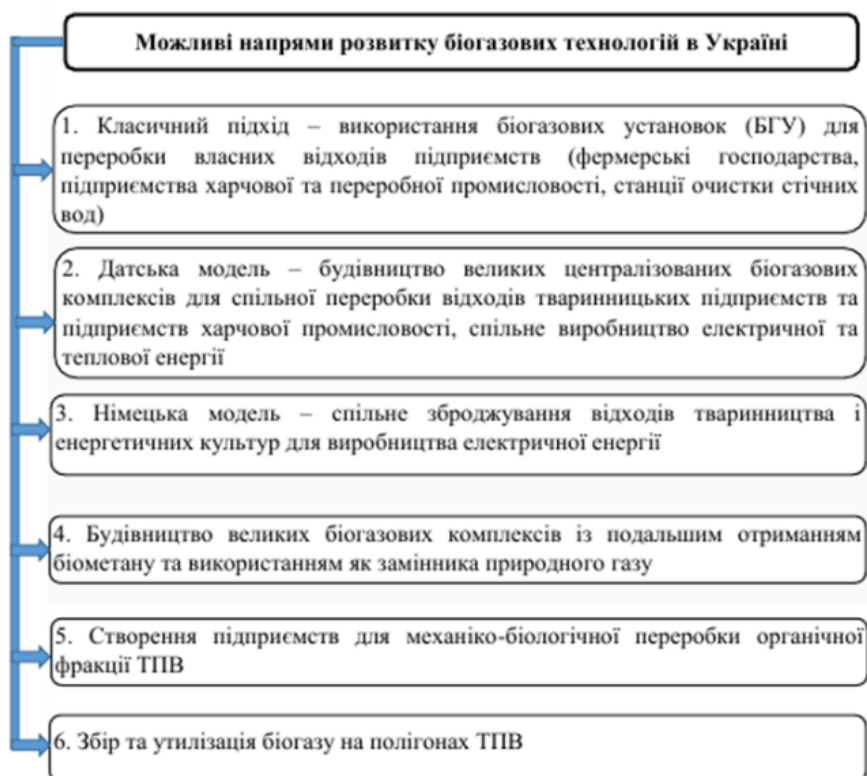 Можливі напрями розвитку біогазових технологій в Україні
1. Класичний підхід – використання біогазових установок (БГУ) для
переробки власних відходів підприємств (фермерські господарства,
підприємства харчової та переробної промисловості, станції очистки стічних
вод)
2. Датська модель – будівництво великих централізованих біогазових
комплексів для спільної переробки відходів тваринницьких підприємств та
підприємств харчової промисловості, спільне виробництво електричної та
теплової енергії
3. Німецька модель – спільне зброджування відходів тваринництва і
енергетичних культур для виробництва електричної енергії
4. Будівництво великих біогазових комплексів із подальшим отриманням
біометану та використанням як замінника природного газу
5. Створення підприємств для механіко-біологічної переробки органічної
фракції ТПВ
6. Збір та утилізація біогазу на полігонах ТПВ